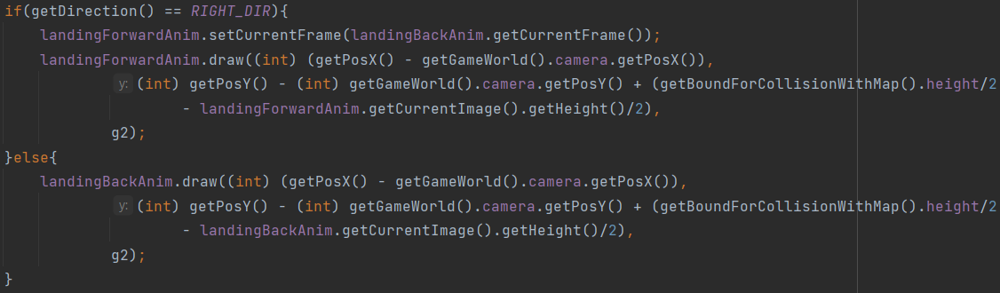 if(getDirection() == RIGHT_DIR){
    landingForwardAnim.setCurrentFrame(landingBackAnim.getCurrentFrame());
    landingForwardAnim.draw((int) (getPosX() - getGameWorld().camera.getPosX()),
            y: (int) getPosY() - (int) getGameWorld().camera.getPosY() + (getBoundForCollisionWithMap().height/2
                    - landingForwardAnim.getCurrentImage().getHeight()/2),
            g2);
}else{
    landingBackAnim.draw((int) (getPosX() - getGameWorld().camera.getPosX()),
            y: (int) getPosY() - (int) getGameWorld().camera.getPosY() + (getBoundForCollisionWithMap().height/2
                    - landingBackAnim.getCurrentImage().getHeight()/2),
            g2);
}